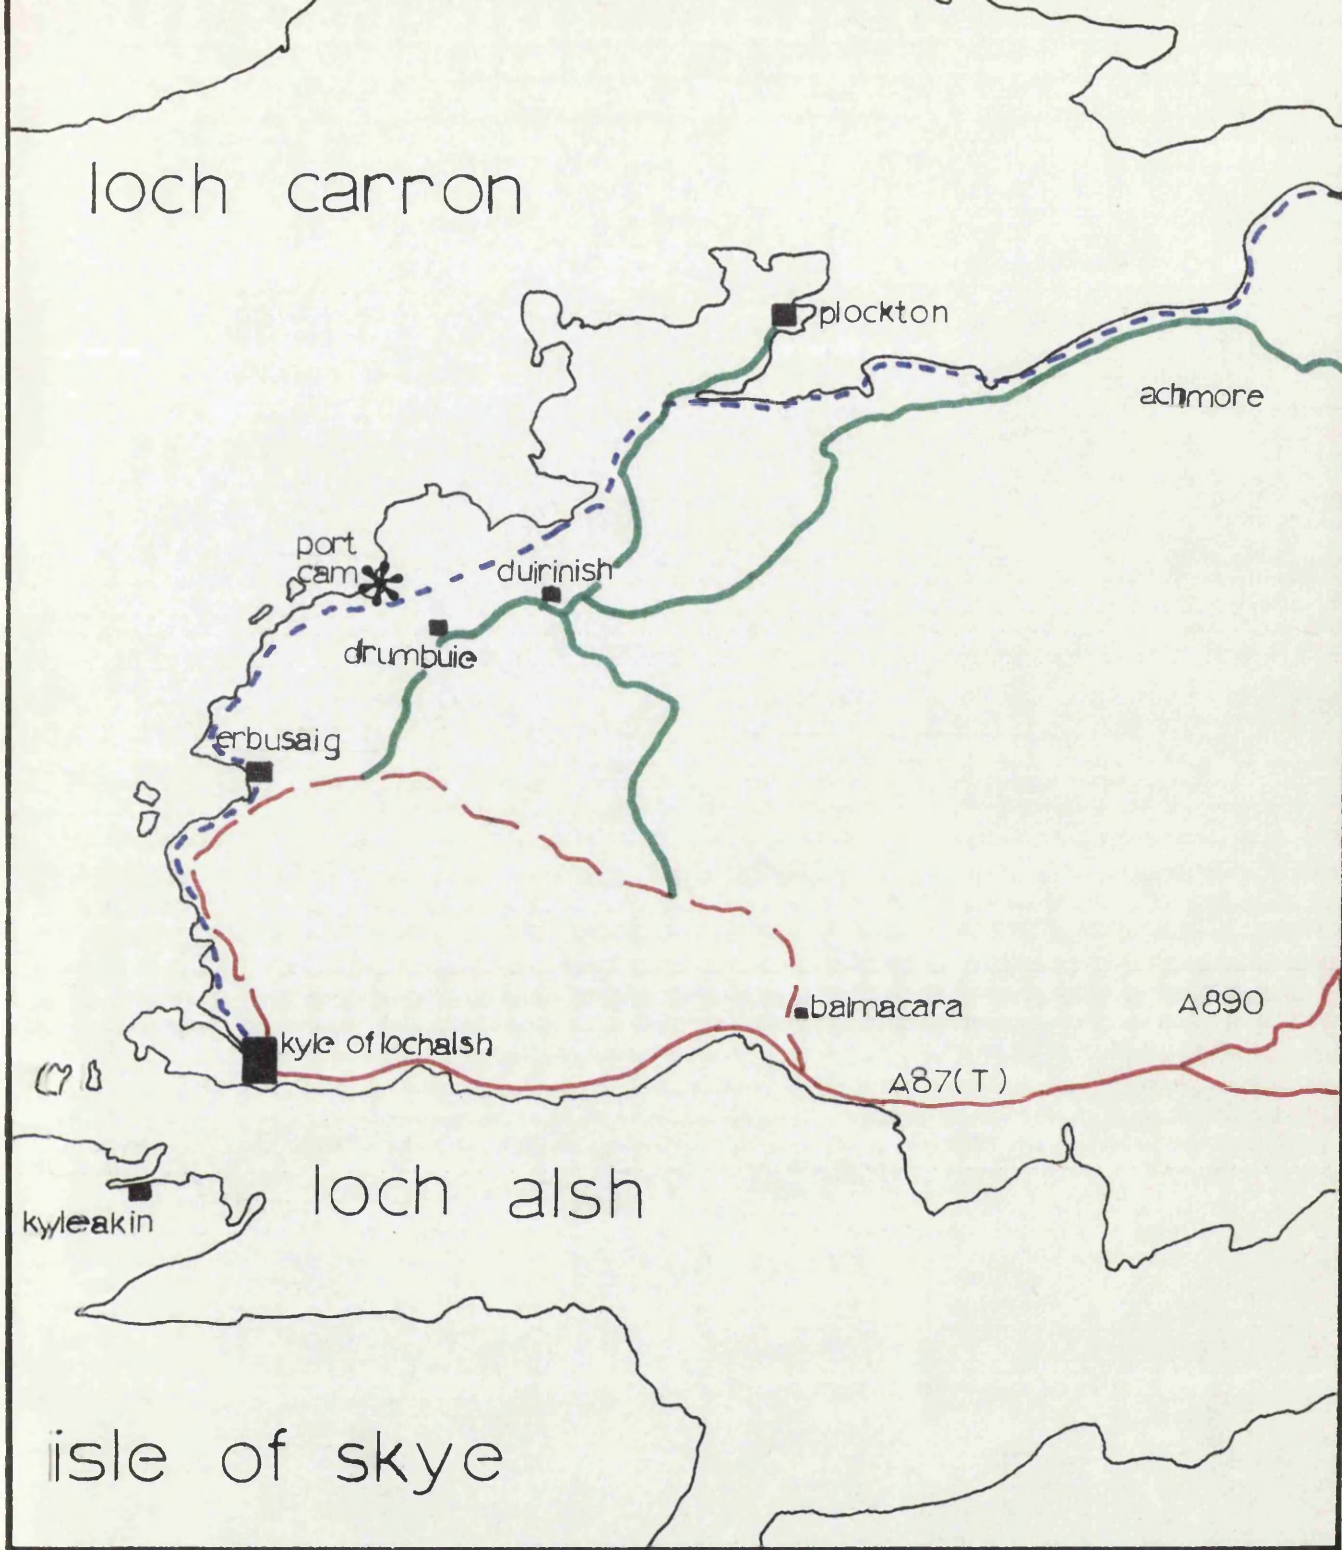 loch carron
plockton
achmore
port
cam
duirinish
drumbuie
erbusaig
balmacara
A890
kyle of lochalsh
A87(T)
loch alsh
kyleakin
isle of skye